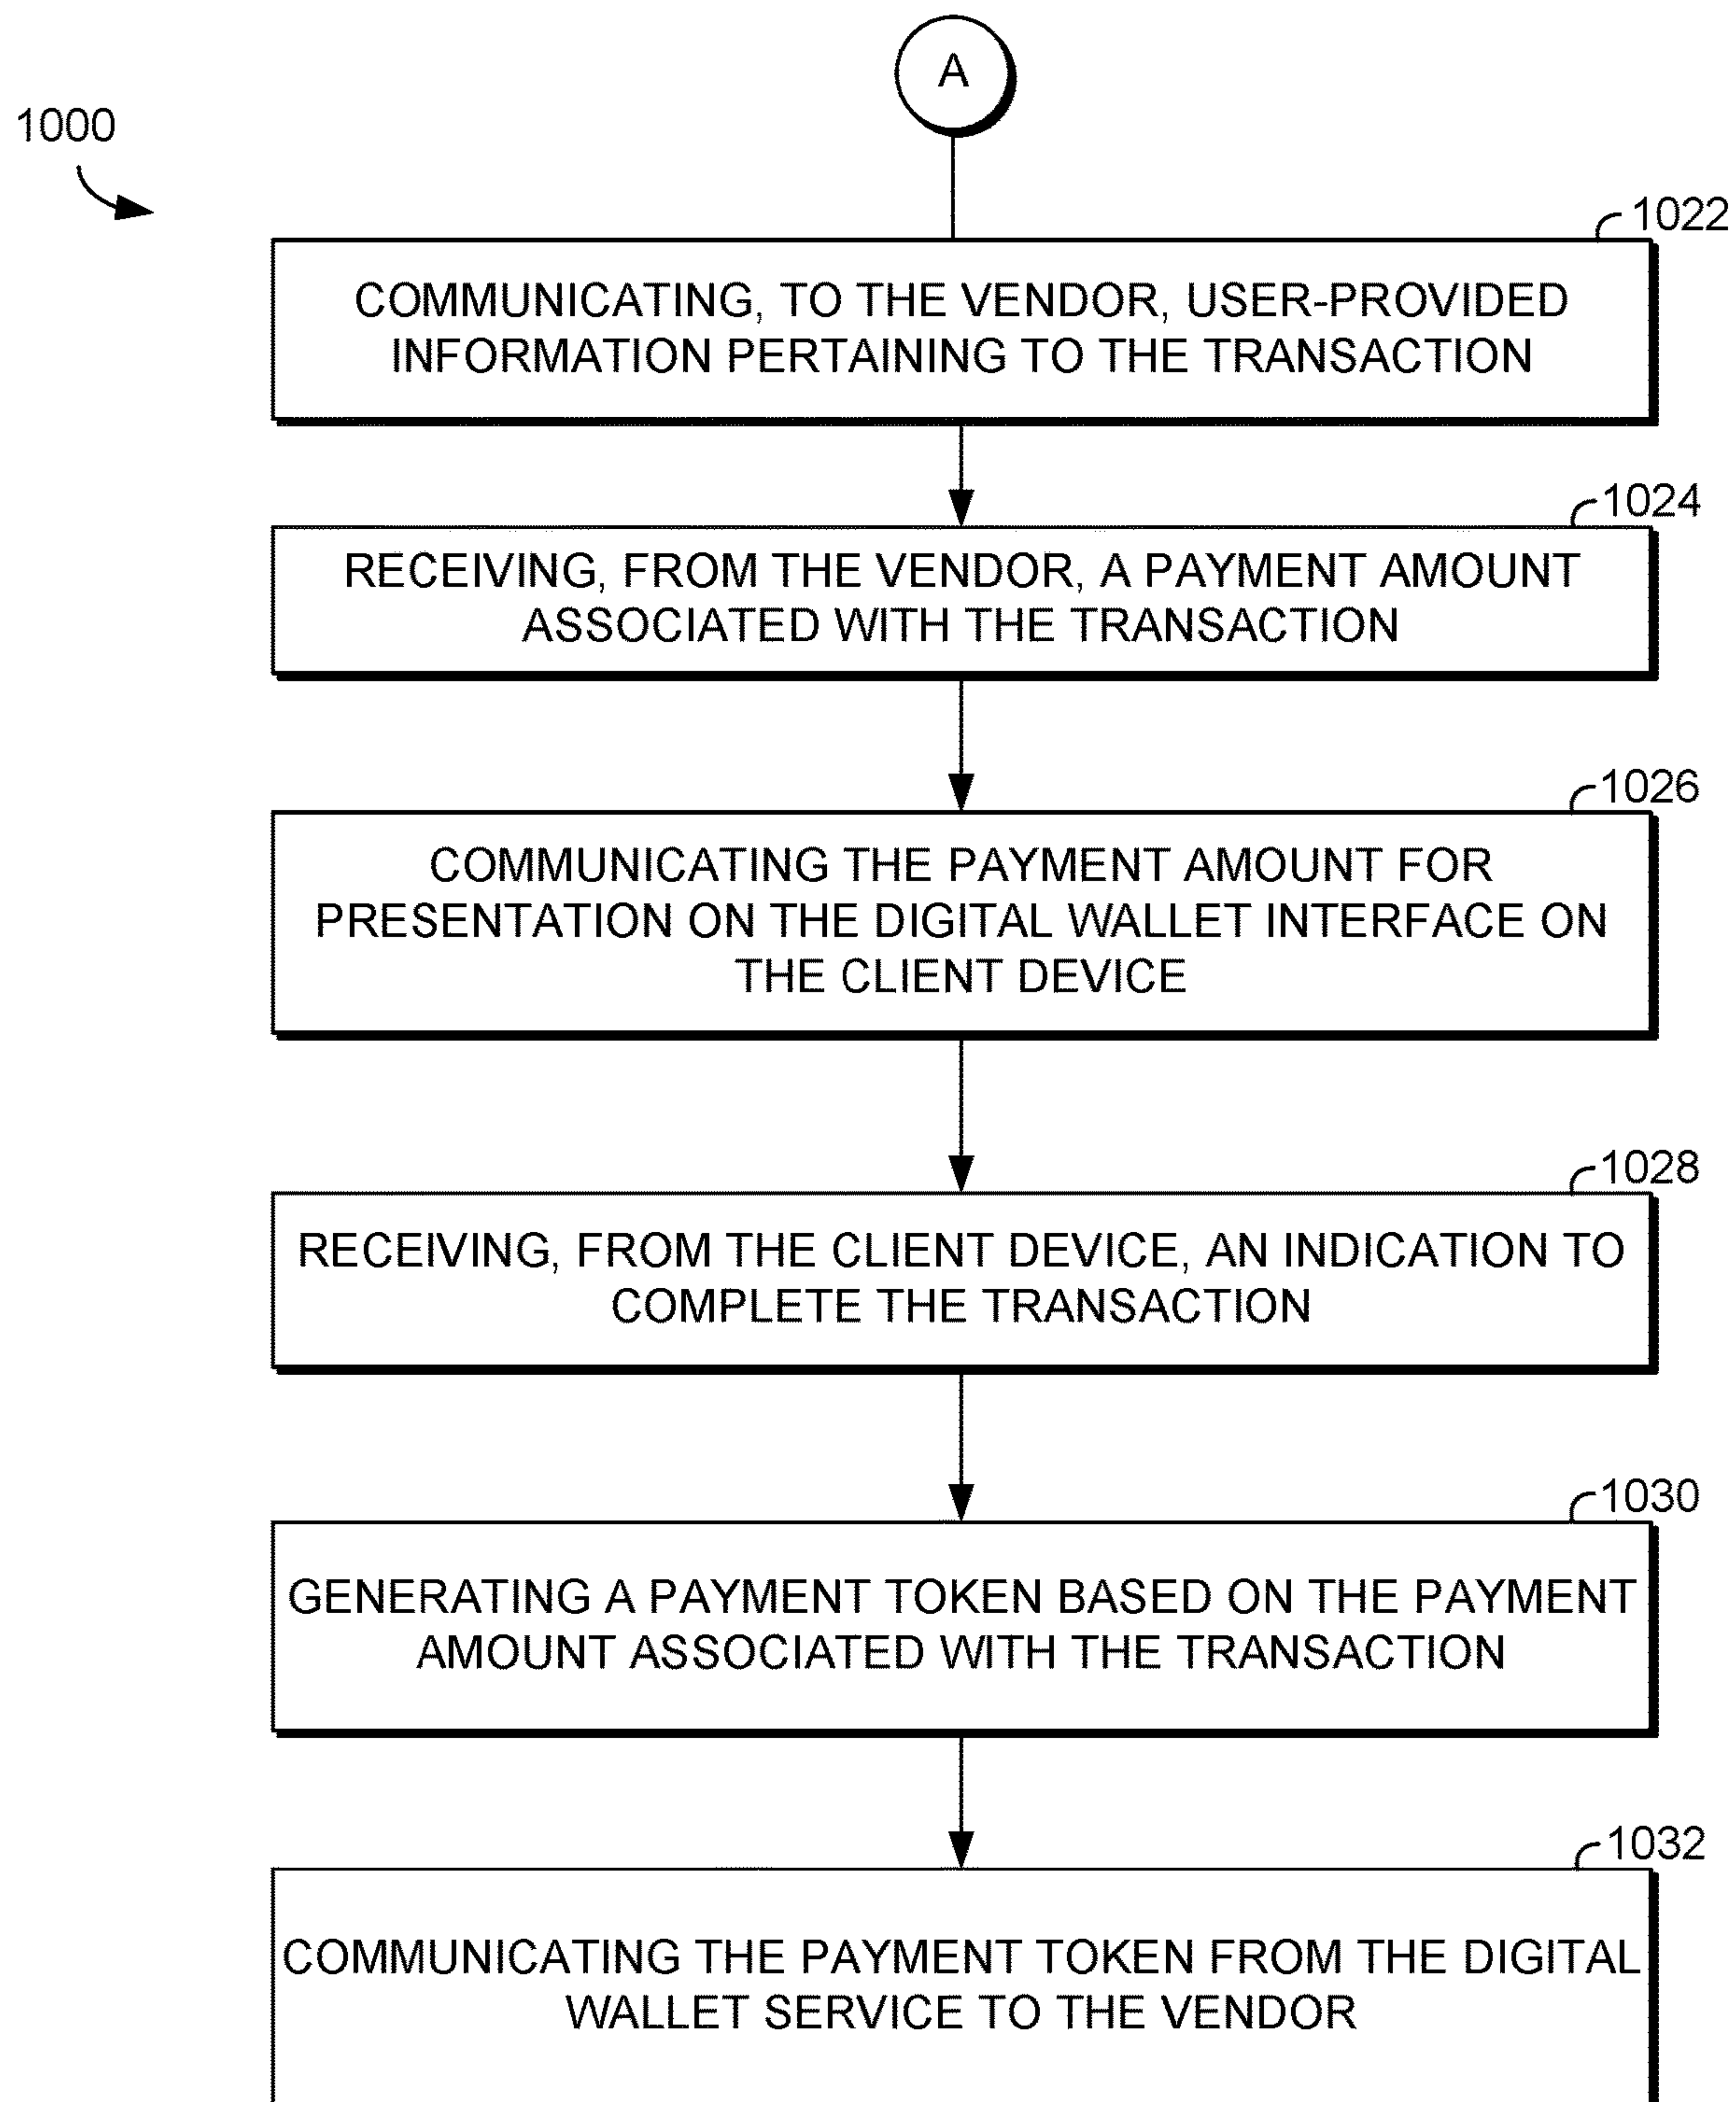 A
1000
1022
COMMUNICATING, TO THE VENDOR, USER-PROVIDED
INFORMATION PERTAINING TO THE TRANSACTION
1024
RECEIVING, FROM THE VENDOR, A PAYMENT AMOUNT
ASSOCIATED WITH THE TRANSACTION
1026
COMMUNICATING THE PAYMENT AMOUNT FOR
PRESENTATION ON THE DIGITAL WALLET INTERFACE ON
THE CLIENT DEVICE
1028
RECEIVING, FROM THE CLIENT DEVICE, AN INDICATION TO
COMPLETE THE TRANSACTION
1030
GENERATING A PAYMENT TOKEN BASED ON THE PAYMENT
AMOUNT ASSOCIATED WITH THE TRANSACTION
1032
COMMUNICATING THE PAYMENT TOKEN FROM THE DIGITAL
WALLET SERVICE TO THE VENDOR